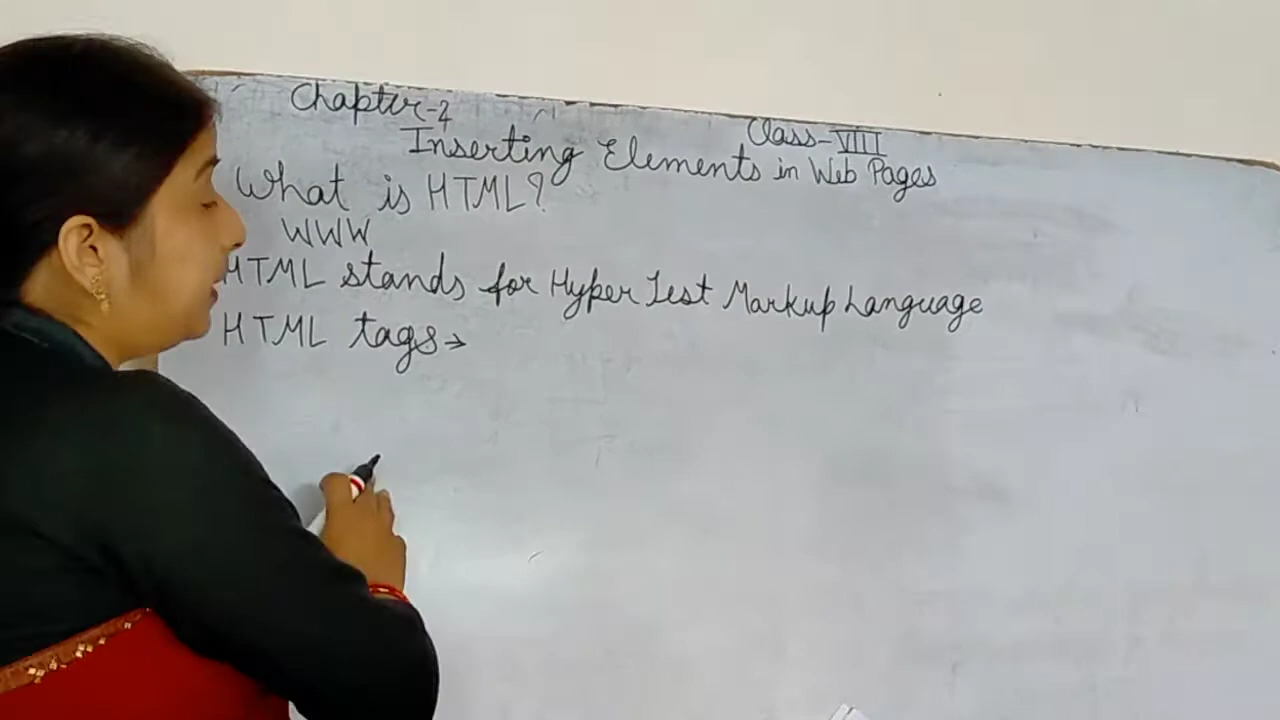 Chapter-2
Class-VIII
Inserting Elements in Web Pages
What is HTML?
WWW
HTML stands for Hyper Test Markup Language
HTML tags→